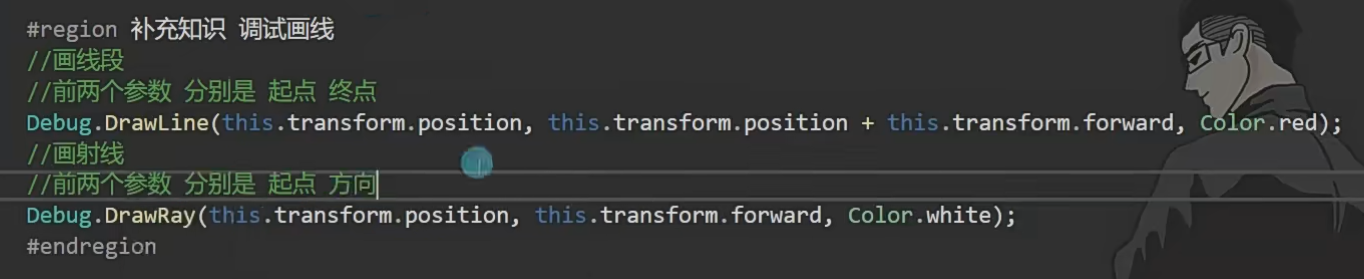 #region 补充知识 调试画线
//画线段
//前两个参数 分别是 起点 终点
Debug.DrawLine(this.transform.position, this.transform.position + this.transform.forward, Color.red);
//画射线
//前两个参数 分别是 起点 方向
Debug.DrawRay(this.transform.position, this.transform.forward, Color.white);
#endregion